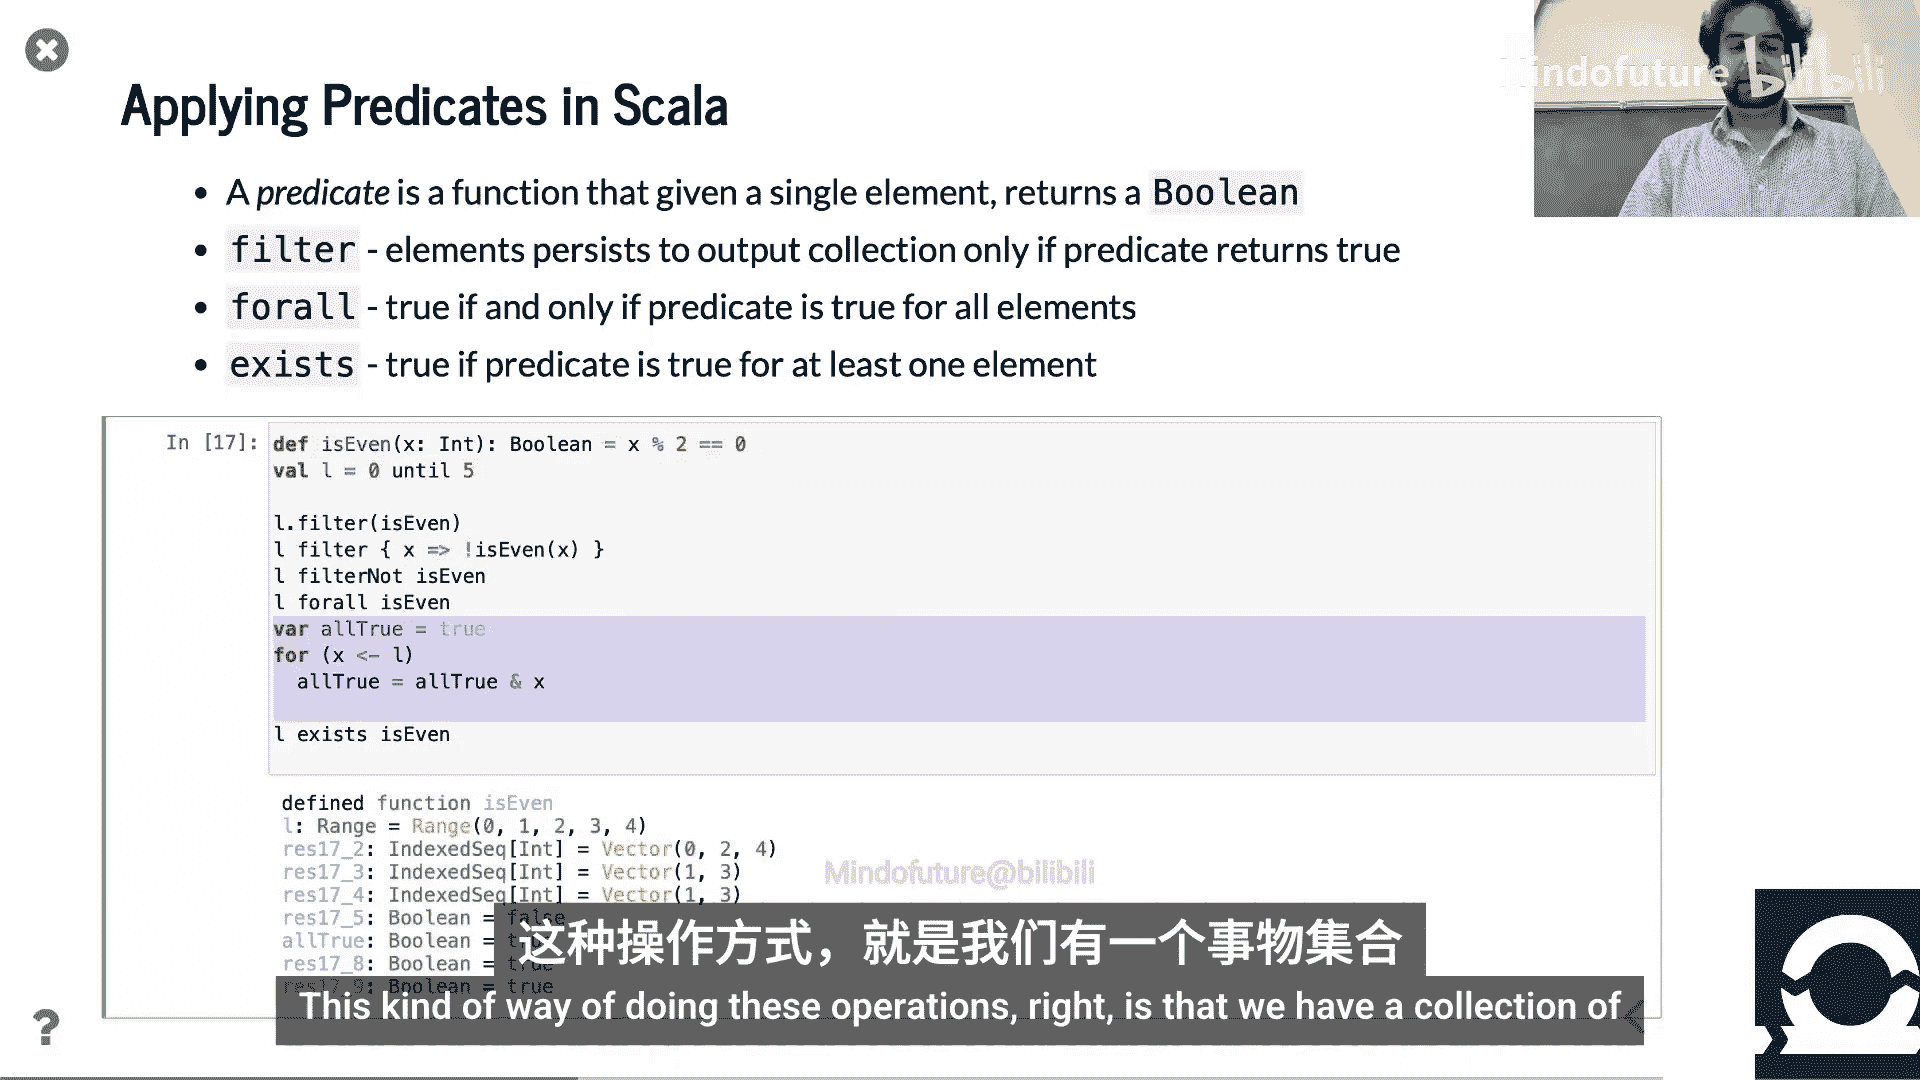 Mindofuture bilibili
Applying Predicates in Scala
• A predicate is a function that given a single element, returns a Boolean
• filter - elements persists to output collection only if predicate returns true
• forall - true if and only if predicate is true for all elements
• exists - true if predicate is true for at least one element
In [17]: def isEven(x: Int): Boolean = x % 2 == 0
val l = 0 until 5
l.filter(isEven)
l filter { x => !isEven(x) }
l filterNot isEven
l forall isEven
var allTrue = true
for (x <- l)
allTrue = allTrue & x
l exists isEven
defined function isEven
l: Range = Range(0, 1, 2, 3, 4)
res17_2: IndexedSeq[Int] = Vector(0, 2, 4)
res17_3: IndexedSeq[Int] = Vector(1, 3)
Mindofuture@bilibili
res17_4: IndexedSeq[Int] = Vector(1, 3)
res17_5: Boolean = false
allTrue: Boolean =
res17_8: Boolean = true
res17_9: Boolean = true
这种操作方式，就是我们有一个事物集合
This kind of way of doing these operations, right, is that we have a collection of
?